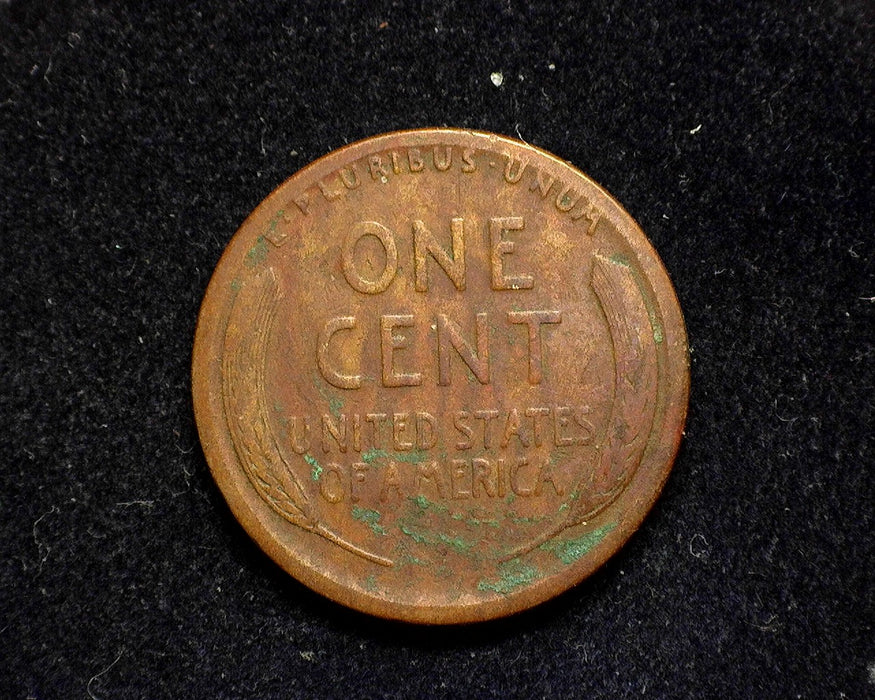 E·PLURIBUS·UNUM
ONE
CENT
UNITED STATES
OF AMERICA